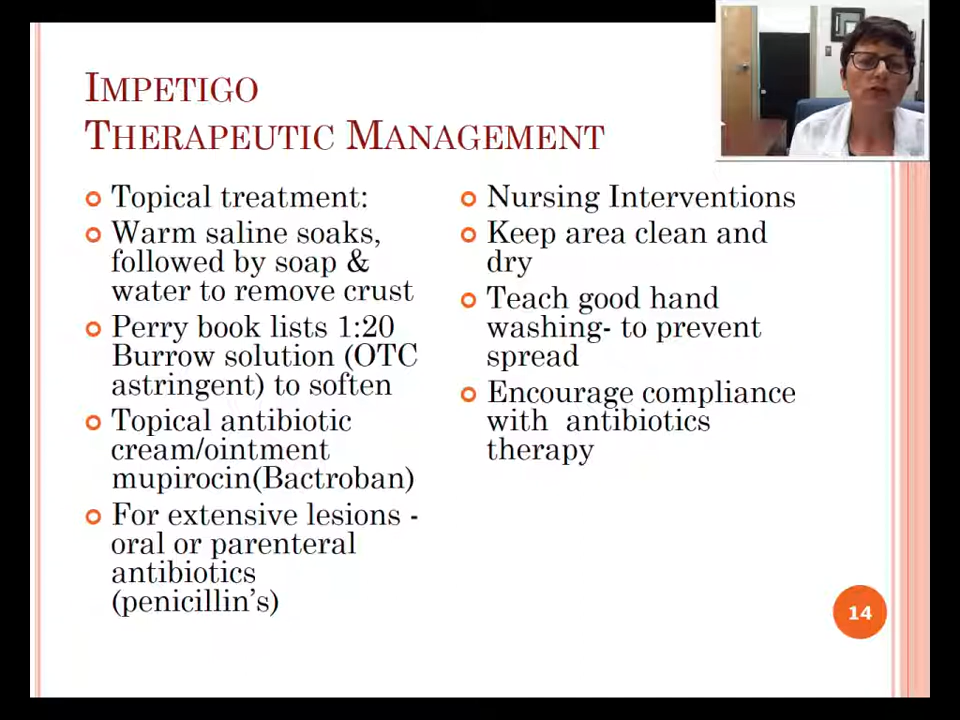 IMPETIGO
THERAPEUTIC MANAGEMENT
Topical treatment:
Warm saline soaks,
followed by soap &
water to remove crust
Perry book lists 1:20
Burrow solution (OTC
astringent) to soften
Topical antibiotic
cream/ointment
mupirocin(Bactroban)
For extensive lesions -
oral or parenteral
antibiotics
(penicillin’s)
Nursing Interventions
Keep area clean and
dry
Teach good hand
washing- to prevent
spread
Encourage compliance
with  antibiotics
therapy
14